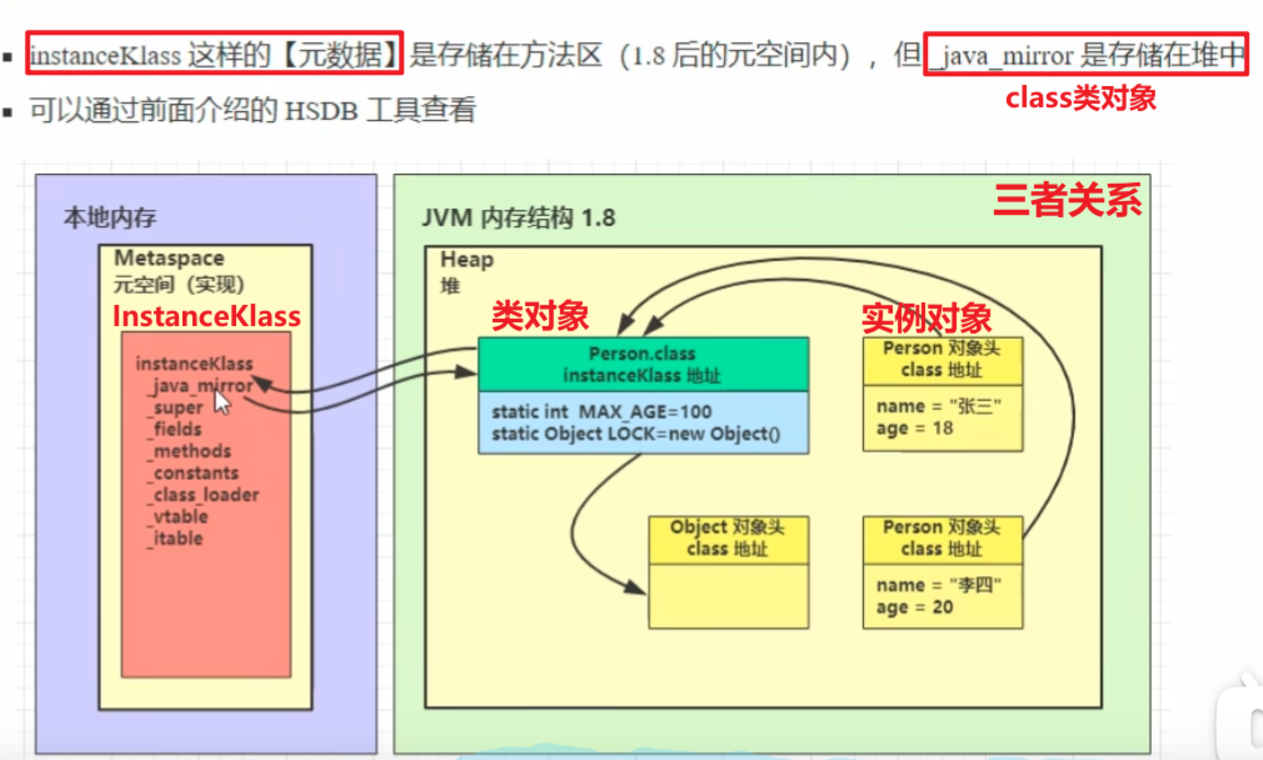 instanceKlass 这样的【元数据】是存储在方法区（1.8 后的元空间内），但 _java_mirror 是存储在堆中
class类对象
可以通过前面介绍的 HSDB 工具查看
三者关系
本地内存
JVM 内存结构 1.8
Metaspace
元空间（实现）
InstanceKlass
instanceKlass
_java_mirror
_super
_fields
_methods
_constants
_class_loader
_vtable
_itable
Heap
堆
类对象
Person.class
instanceKlass 地址
static int MAX_AGE=100
static Object LOCK=new Object()
实例对象
Person 对象头
class 地址
name = "张三"
age = 18
Object 对象头
class 地址
Person 对象头
class 地址
name = "李四"
age = 20